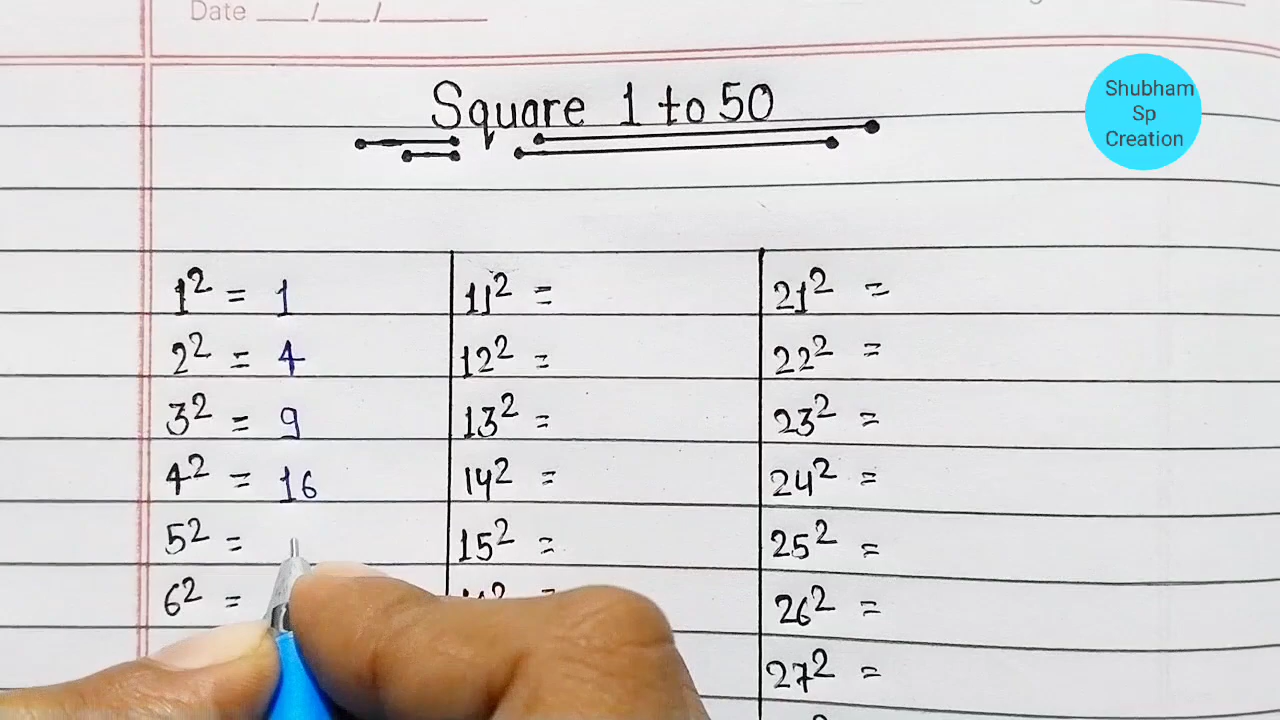 Date ___/___/______
Shubham
Sp
Creation
Square 1 to 50
1² = 1
2² = 4
3² = 9
4² = 16
5² =
6² =
11² =
12² =
13² =
14² =
15² =
21² =
22² =
23² =
24² =
25² =
26² =
27² =